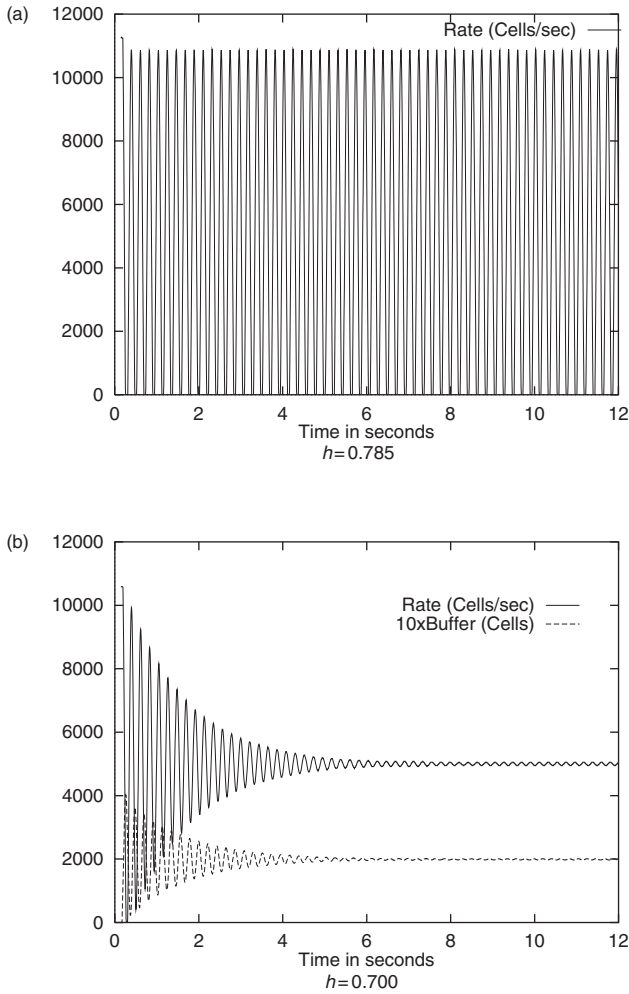 (a)
Rate (Cells/sec)
12000
10000
8000
6000
4000
2000
0
0 2 4 6 8 10 12
Time in seconds
h=0.785
(b)
Rate (Cells/sec)
10xBuffer (Cells)
12000
10000
8000
6000
4000
2000
0
0 2 4 6 8 10 12
Time in seconds
h=0.700